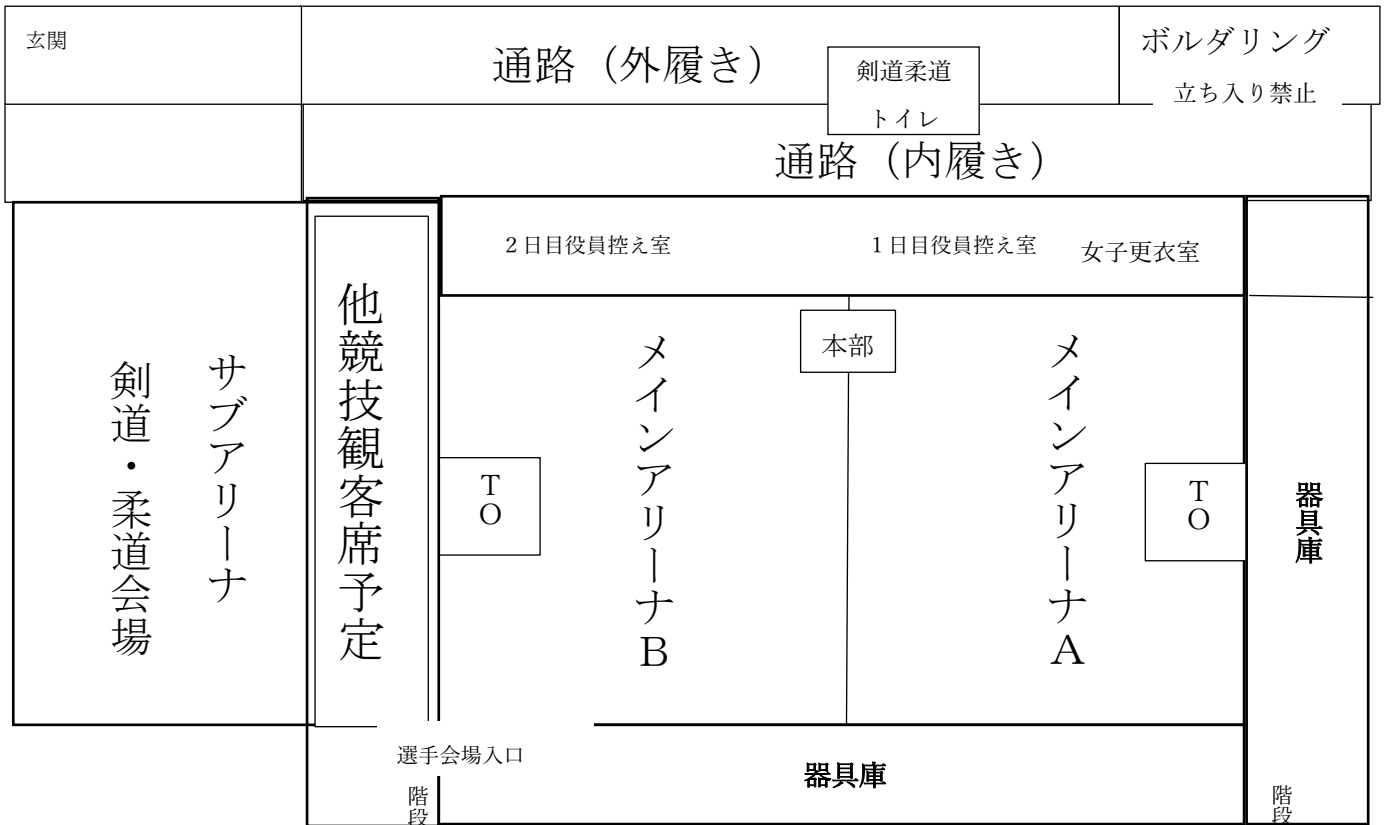 玄関
通路（外履き）
剣道柔道
トイレ
ボルダリング
立ち入り禁止
通路（内履き）
２日目役員控え室
１日目役員控え室
女子更衣室
サブアリーナ
剣道・柔道会場
他競技観客席予定
TO
メインアリーナB
本部
メインアリーナA
TO
器具庫
選手会場入口
階段
器具庫
階段